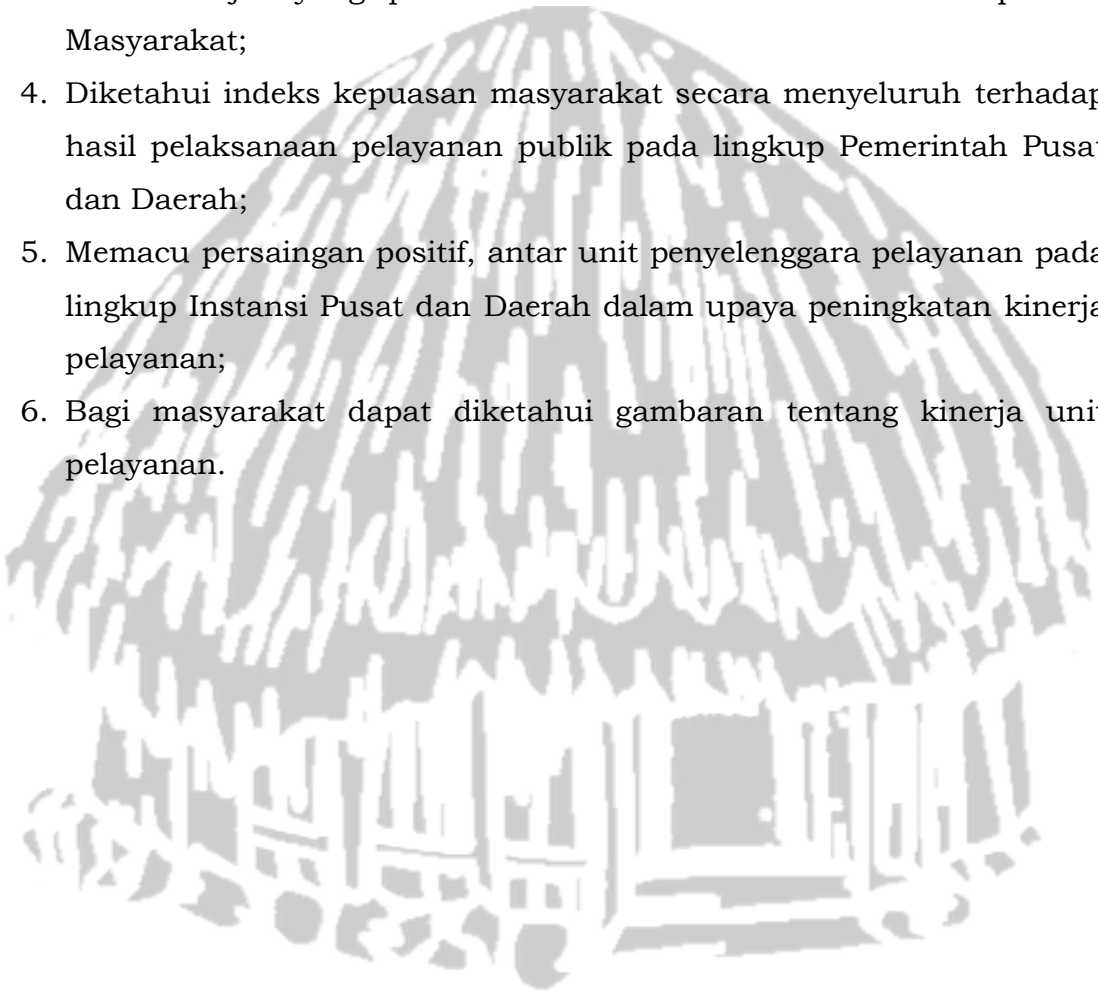 Masyarakat;
4. Diketahui indeks kepuasan masyarakat secara menyeluruh terhadap
hasil pelaksanaan pelayanan publik pada lingkup Pemerintah Pusat
dan Daerah;
5. Memacu persaingan positif, antar unit penyelenggara pelayanan pada
lingkup Instansi Pusat dan Daerah dalam upaya peningkatan kinerja
pelayanan;
6. Bagi masyarakat dapat diketahui gambaran tentang kinerja unit
pelayanan.